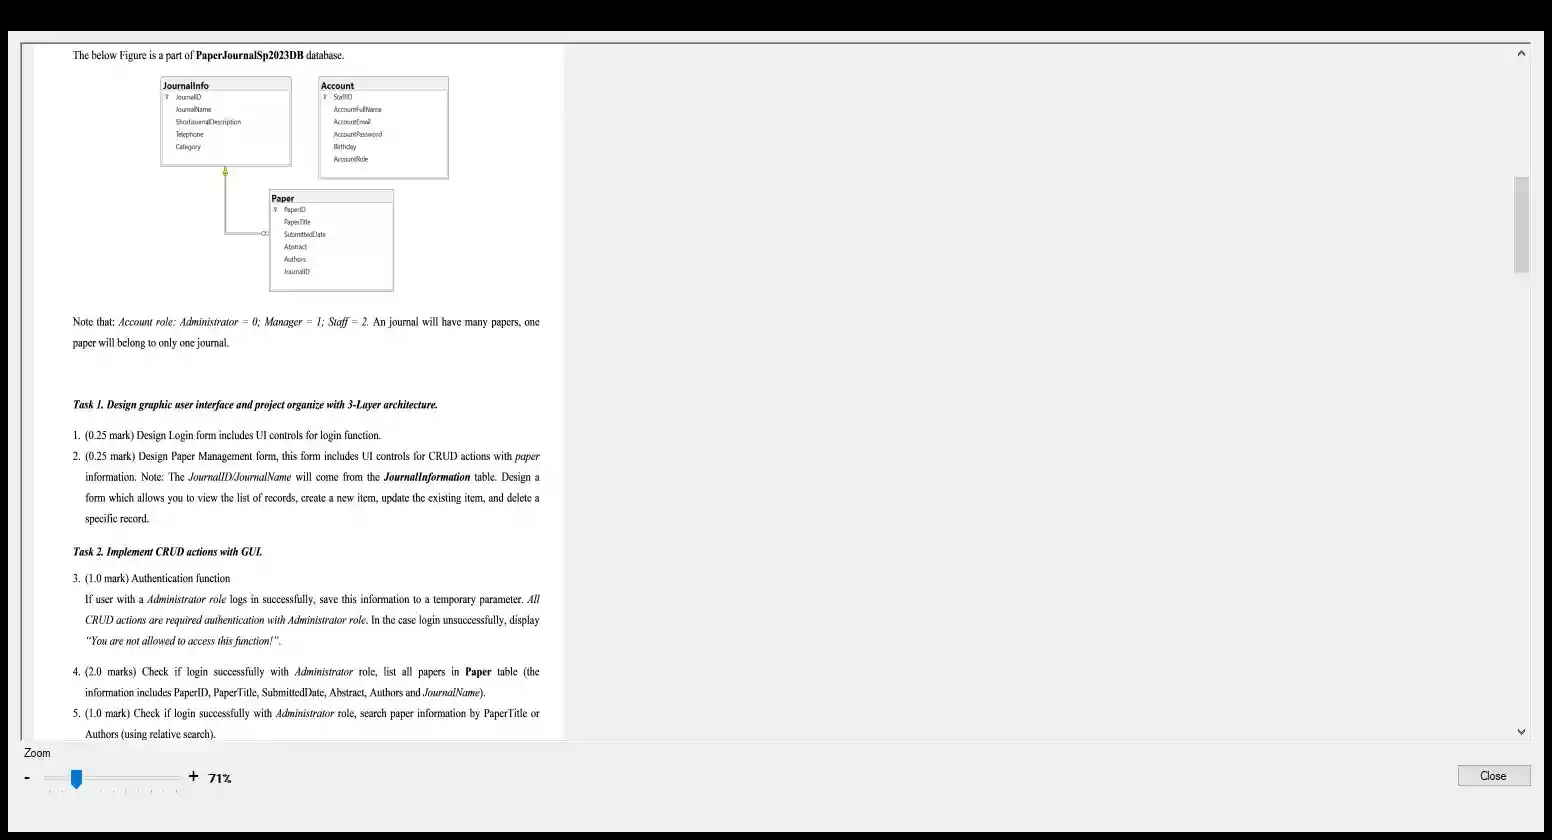 The below Figure is a part of PaperJournalSp2023DB database.
JournalInfo
JournalID
JournalName
ShortJournalDescription
Telephone
Category
Account
StaffID
AccountFullName
AccountEmail
AccountPassword
Birthday
AccountRole
Paper
PaperID
PaperTitle
SubmittedDate
Abstract
Authors
JournalID
Note that: Account role: Administrator = 0; Manager = 1; Staff = 2. An journal will have many papers, one
paper will belong to only one journal.
Task 1. Design graphic user interface and project organize with 3-Layer architecture.
1. (0.25 mark) Design Login form includes UI controls for login function.
2. (0.25 mark) Design Paper Management form, this form includes UI controls for CRUD actions with paper
information. Note: The JournalID/JournalName will come from the JournalInformation table. Design a
form which allows you to view the list of records, create a new item, update the existing item, and delete a
specific record.
Task 2. Implement CRUD actions with GUI.
3. (1.0 mark) Authentication function
If user with a Administrator role logs in successfully, save this information to a temporary parameter. All
CRUD actions are required authentication with Administrator role. In the case login unsuccessfully, display
“You are not allowed to access this function!”.
4. (2.0 marks) Check if login successfully with Administrator role, list all papers in Paper table (the
information includes PaperID, PaperTitle, SubmittedDate, Abstract, Authors and JournalName).
5. (1.0 mark) Check if login successfully with Administrator role, search paper information by PaperTitle or
Authors (using relative search).
Zoom
- + 71%
Close